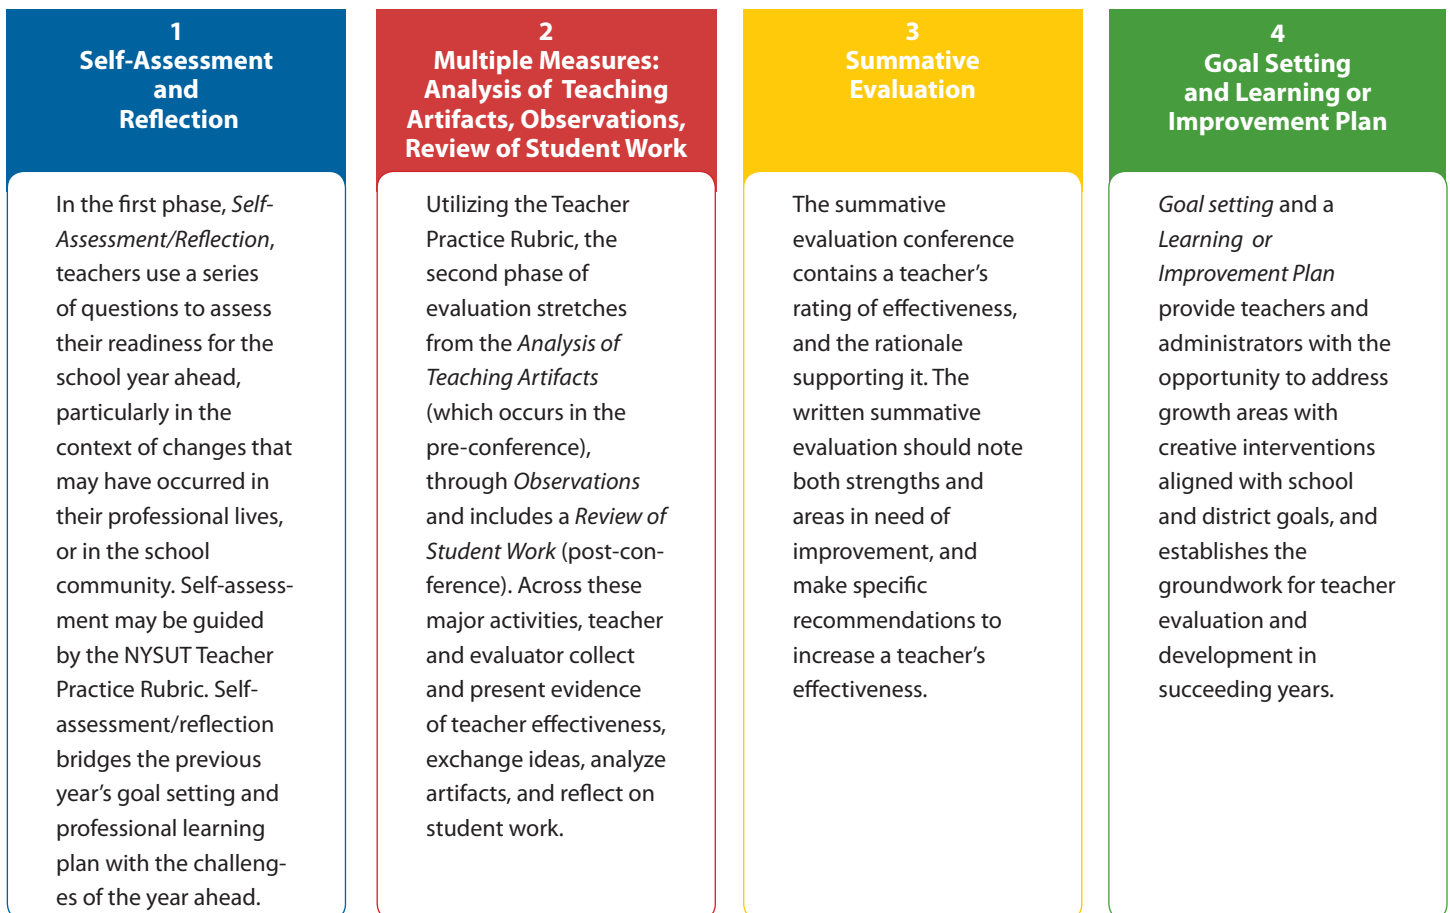 1
Self-Assessment
and
Reflection
In the first phase, Self-
Assessment/Reflection,
teachers use a series
of questions to assess
their readiness for the
school year ahead,
particularly in the
context of changes that
may have occurred in
their professional lives,
or in the school
community. Self-assess-
ment may be guided
by the NYSUT Teacher
Practice Rubric. Self-
assessment/reflection
bridges the previous
year’s goal setting and
professional learning
plan with the challeng-
es of the year ahead.
2
Multiple Measures:
Analysis of Teaching
Artifacts, Observations,
Review of Student Work
Utilizing the Teacher
Practice Rubric, the
second phase of
evaluation stretches
from the Analysis of
Teaching Artifacts
(which occurs in the
pre-conference),
through Observations
and includes a Review of
Student Work (post-con-
ference). Across these
major activities, teacher
and evaluator collect
and present evidence
of teacher effectiveness,
exchange ideas, analyze
artifacts, and reflect on
student work.
3
Summative
Evaluation
The summative
evaluation conference
contains a teacher’s
rating of effectiveness,
and the rationale
supporting it. The
written summative
evaluation should note
both strengths and
areas in need of
improvement, and
make specific
recommendations to
increase a teacher’s
effectiveness.
4
Goal Setting
and Learning or
Improvement Plan
Goal setting and a
Learning or
Improvement Plan
provide teachers and
administrators with the
opportunity to address
growth areas with
creative interventions
aligned with school
and district goals, and
establishes the
groundwork for teacher
evaluation and
development in
succeeding years.